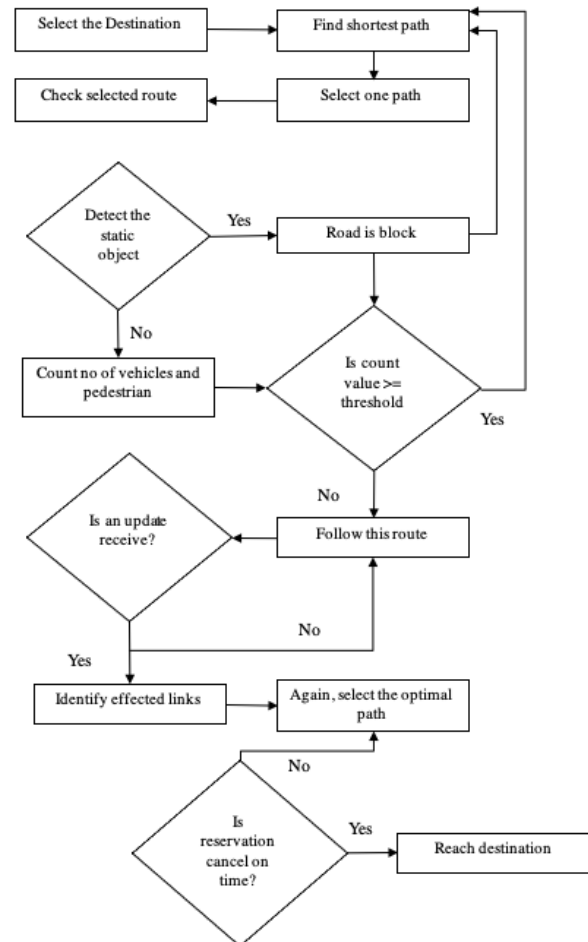 Select the Destination
Find shortest path
Check selected route
Select one path
Detect the
static
object
Yes
Road is block
No
Count no of vehicles and
pedestrian
Is count
value >=
threshold
Yes
No
Is an update
receive?
Follow this route
No
Yes
Identify effected links
Again, select the optimal
path
No
Is
reservation
cancel on
time?
Yes
Reach destination